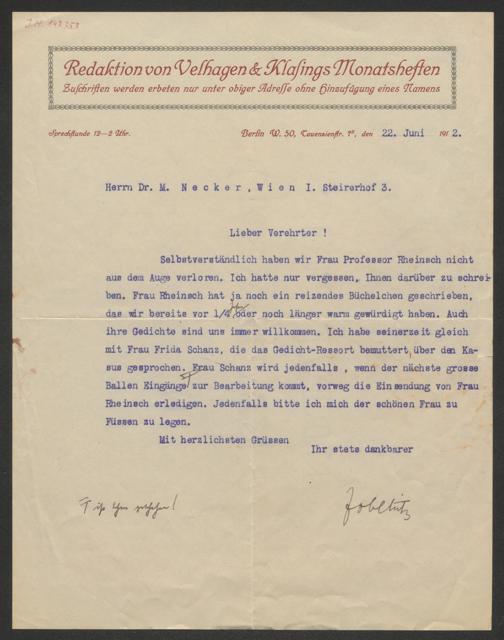 J.N. 149753
Redaktion von Velhagen & Klasings Monatsheften
Zuschriften werden erbeten nur unter obiger Adresse ohne Hinzufügung eines Namens
Sprechstunde 12–2 Uhr.
Berlin W. 50, Tauenzienstr. 7ᵇ, den 22. Juni 1912.
Herrn Dr. M. Necker, Wien I. Steirerhof 3.
Lieber Verehrter !
Selbstverständlich haben wir Frau Professor Rheinsch nicht
aus dem Auge verloren. Ich hatte nur vergessen, Ihnen darüber zu schrei-
ben. Frau Rheinsch hat ja noch ein reizendes Büchelchen geschrieben,
das wir bereits vor 1/4 Jahr oder noch länger warm gewürdigt haben. Auch
ihre Gedichte sind uns immer willkommen. Ich habe seinerzeit gleich
mit Frau Frida Schanz, die das Gedicht-Ressort bemuttert, über den Ka-
sus gesprochen. Frau Schanz wird jedenfalls, wenn der nächste grosse
Ballen Eingänge zur Bearbeitung kommt, vorweg die Einsendung von Frau
Rheinsch erledigen. Jedenfalls bitte ich mich der schönen Frau zu
Füssen zu legen.
Mit herzlichsten Grüssen
Ihr stets dankbarer